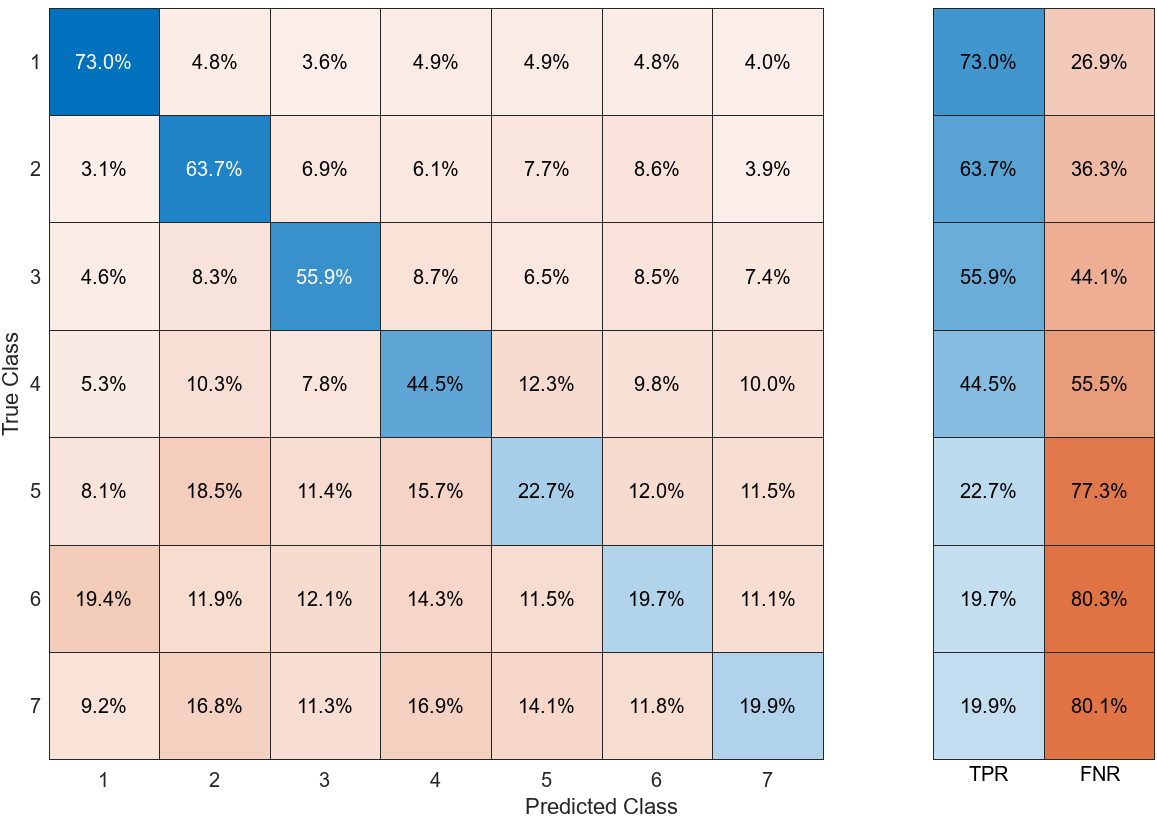 1 73.0% 4.8% 3.6% 4.9% 4.9% 4.8% 4.0% 73.0% 26.9%
2 3.1% 63.7% 6.9% 6.1% 7.7% 8.6% 3.9% 63.7% 36.3%
3 4.6% 8.3% 55.9% 8.7% 6.5% 8.5% 7.4% 55.9% 44.1%
True Class
4 5.3% 10.3% 7.8% 44.5% 12.3% 9.8% 10.0% 44.5% 55.5%
5 8.1% 18.5% 11.4% 15.7% 22.7% 12.0% 11.5% 22.7% 77.3%
6 19.4% 11.9% 12.1% 14.3% 11.5% 19.7% 11.1% 19.7% 80.3%
7 9.2% 16.8% 11.3% 16.9% 14.1% 11.8% 19.9% 19.9% 80.1%
1 2 3 4 5 6 7 TPR FNR
Predicted Class